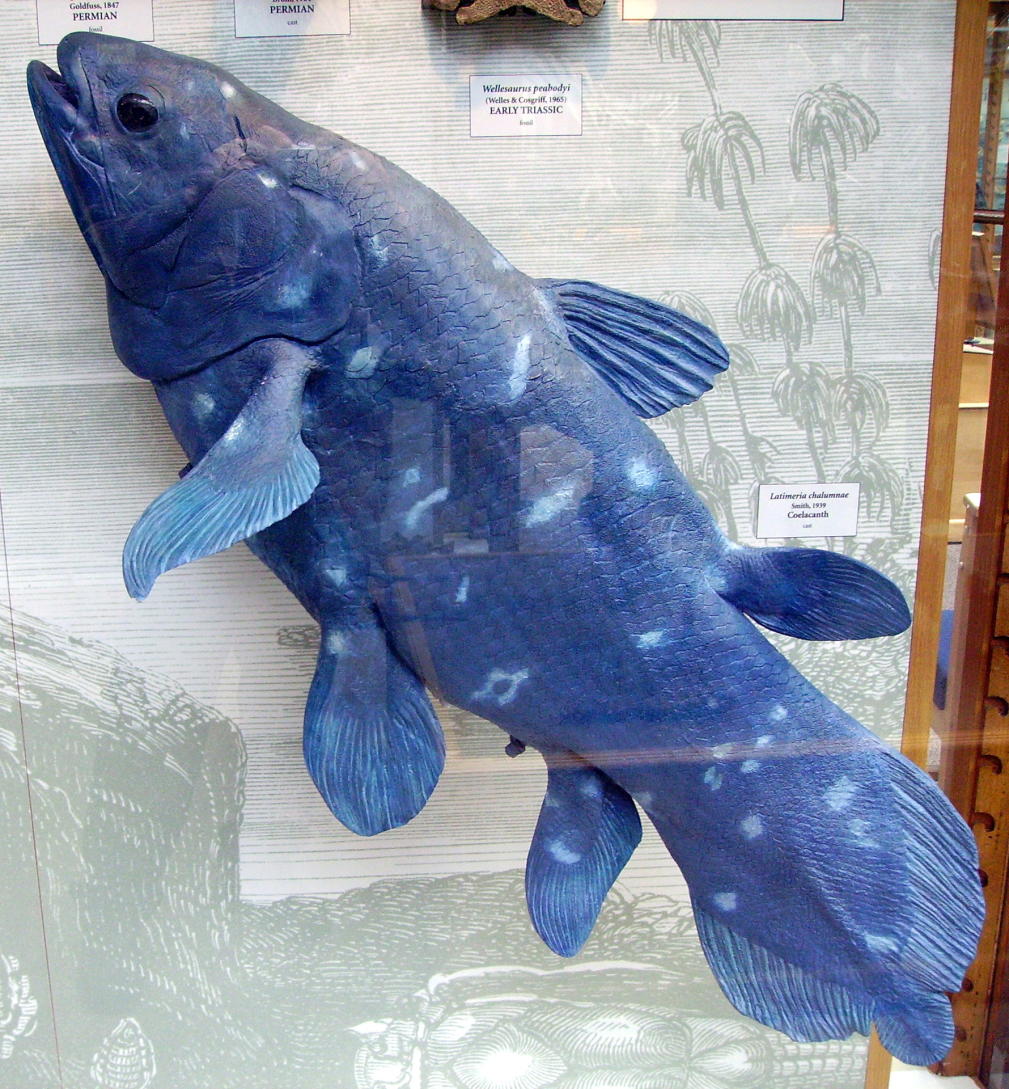 Goldfuss, 1847
PERMIAN
fossil
PERMIAN
cast
Wellesaurus peabodyi
(Welles & Cosgriff, 1965)
EARLY TRIASSIC
fossil
Latimeria chalumnae
Smith, 1939
Coelacanth
cast